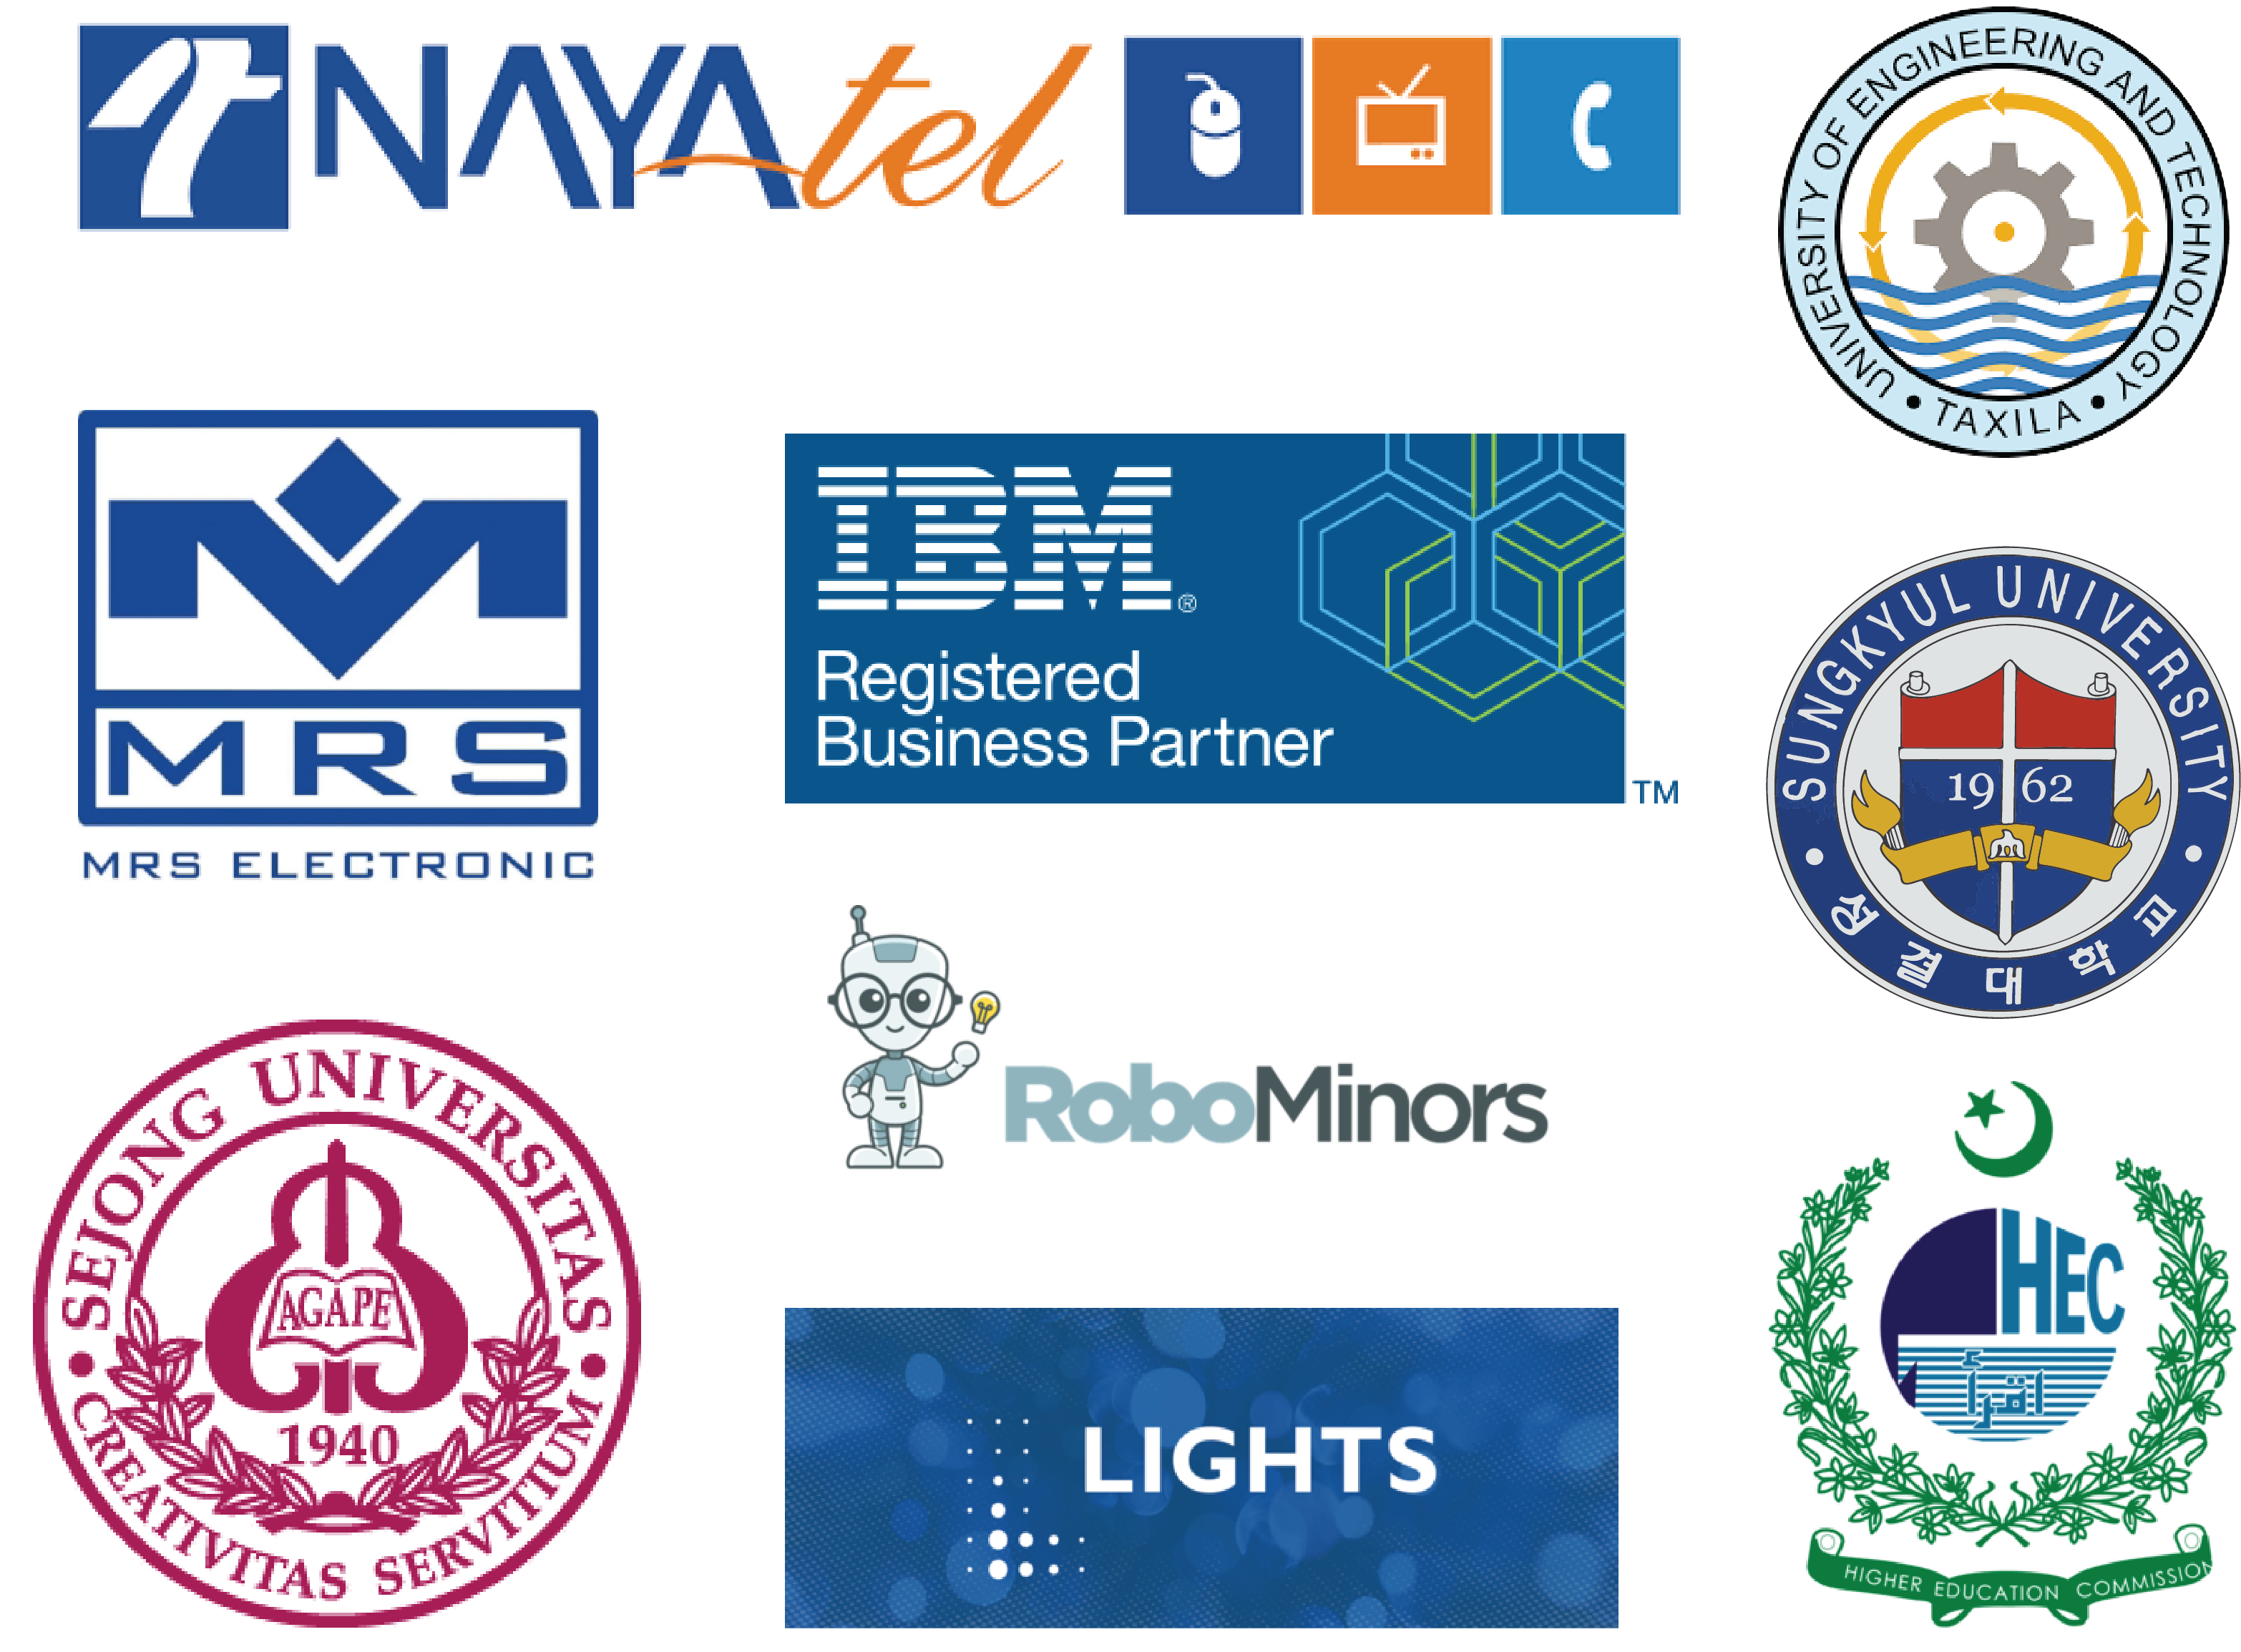 NAYAtel
UNIVERSITY OF ENGINEERING AND TECHNOLOGY
• TAXILA •
MRS
MRS ELECTRONIC
IBM®
Registered
Business Partner
TM
SUNGKYUL UNIVERSITY
19 62
• 성결대학교 •
RoboMinors
SEJONG UNIVERSITAS
AGAPE
1940
• CREATIVITAS SERVITIUM •
LIGHTS
HEC
اقرأ
HIGHER EDUCATION COMMISSION